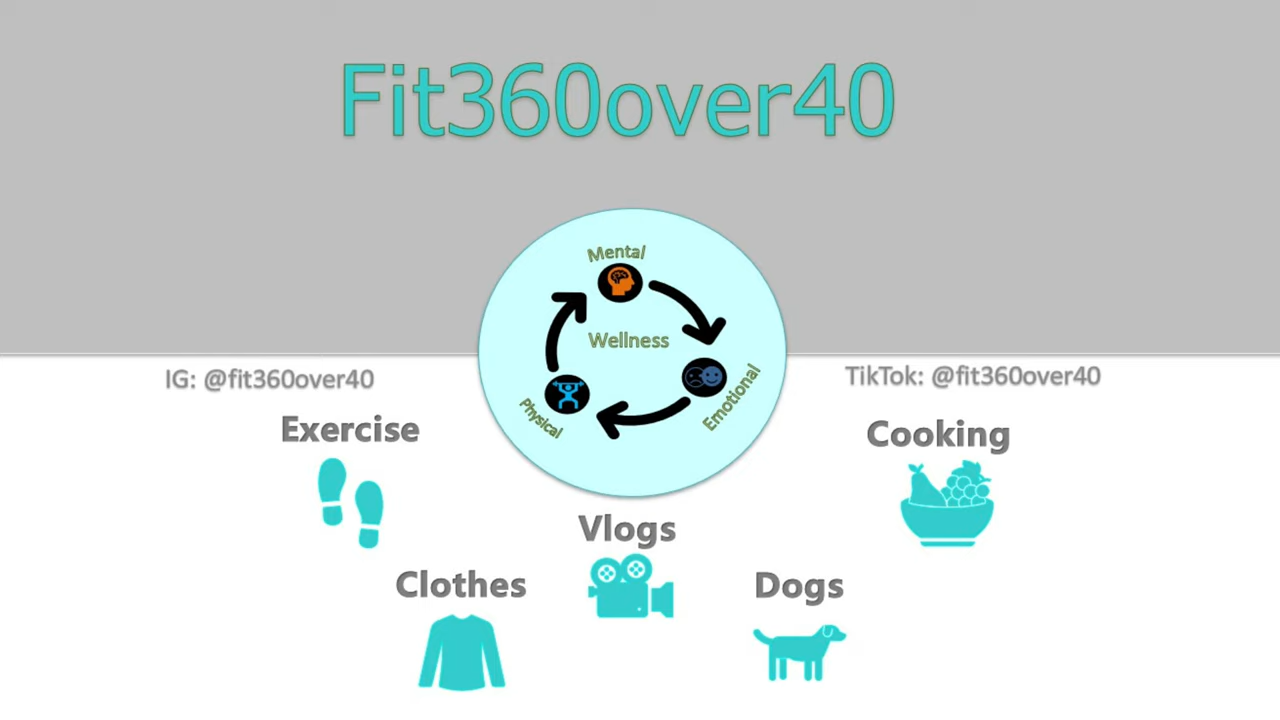 Fit360over40
Mental
Wellness
Physical
Emotional
IG: @fit360over40
TikTok: @fit360over40
Exercise
Cooking
Vlogs
Clothes
Dogs